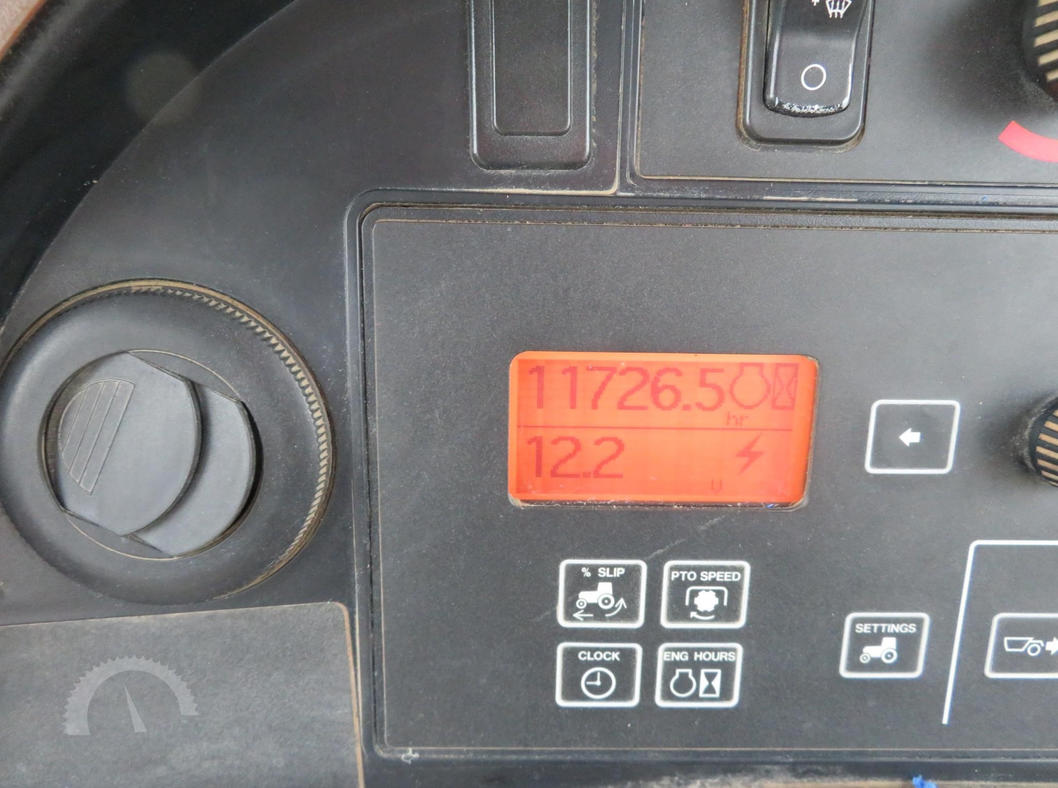 11726.5
hr
12.2
V
% SLIP
PTO SPEED
CLOCK
ENG HOURS
SETTINGS